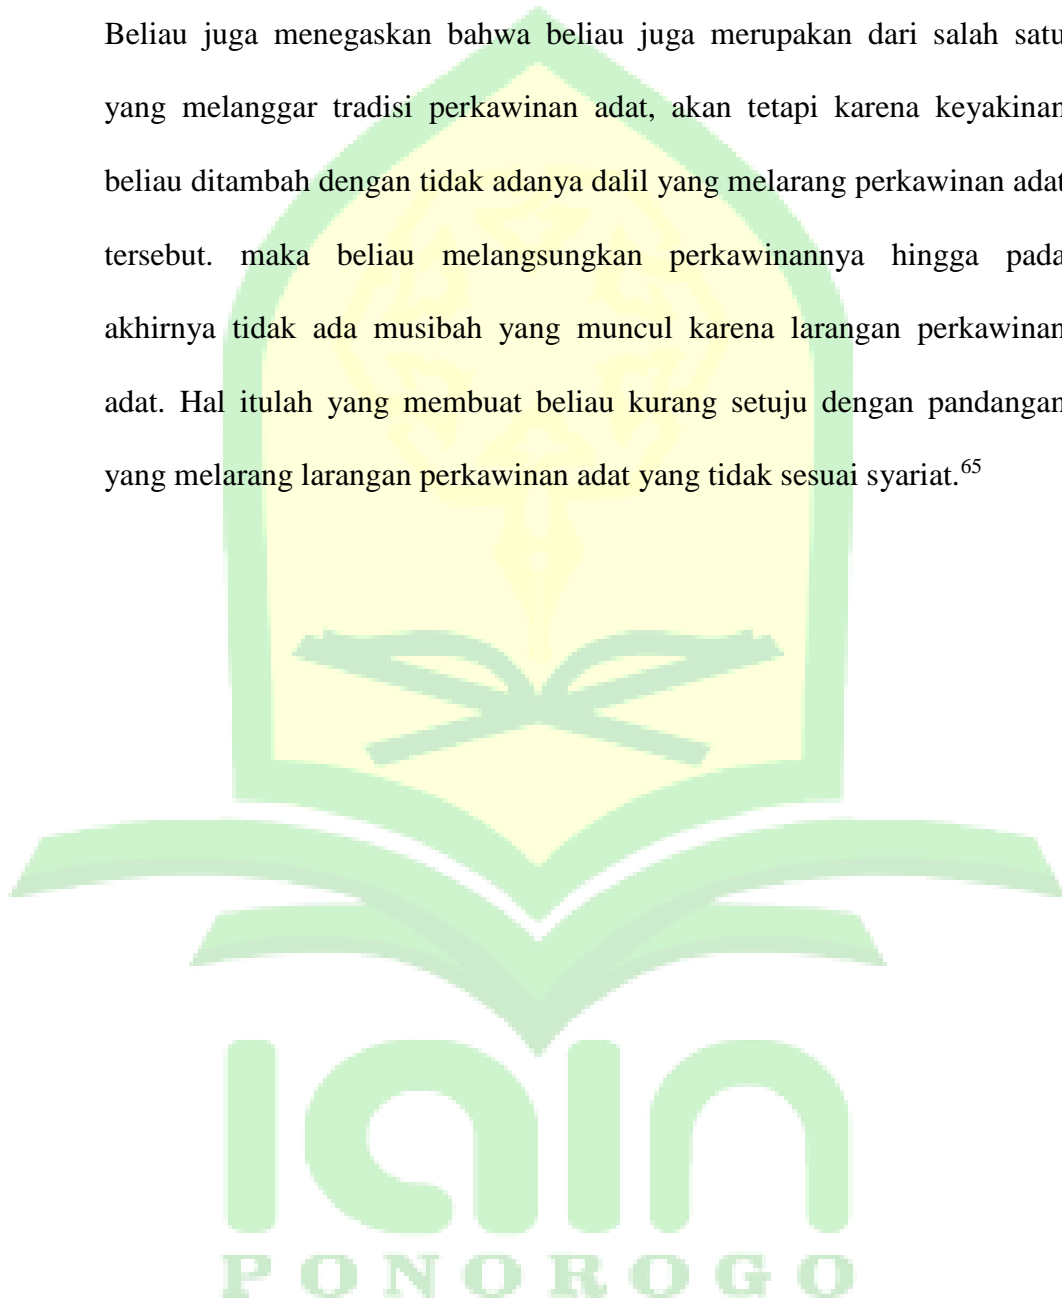 Beliau juga menegaskan bahwa beliau juga merupakan dari salah satu
yang melanggar tradisi perkawinan adat, akan tetapi karena keyakinan
beliau ditambah dengan tidak adanya dalil yang melarang perkawinan adat
tersebut. maka beliau melangsungkan perkawinannya hingga pada
akhirnya tidak ada musibah yang muncul karena larangan perkawinan
adat. Hal itulah yang membuat beliau kurang setuju dengan pandangan
yang melarang larangan perkawinan adat yang tidak sesuai syariat.65
iain
PONOROGO